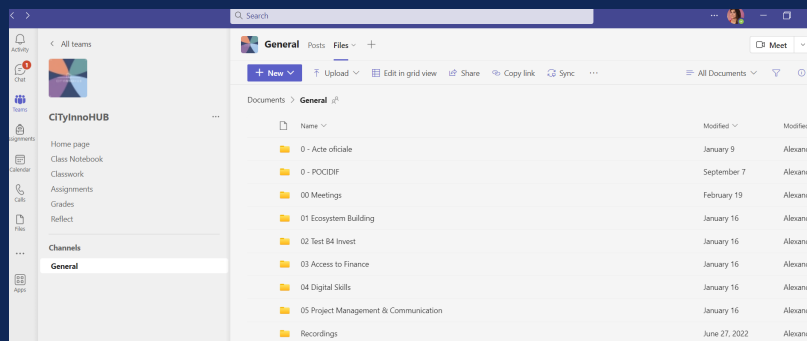 Search
General Posts Files
Meet
Activity
All teams
New Upload Edit in grid view Share Copy link Sync All Documents
Chat
1
Teams
Documents > General
CiTyInnoHUB
Name Modified
Assignments
Home page
0 - Acte oficiale January 9
Class Notebook
Calendar
Classwork
0 - POCIDIF September 7
Assignments
Calls
Grades
00 Meetings February 19
Reflect
Files
01 Ecosystem Building January 16
Channels
02 Test B4 Invest January 16
General
03 Access to Finance January 16
Apps
04 Digital Skills January 16
05 Project Management & Communication January 16
Recordings June 27, 2022